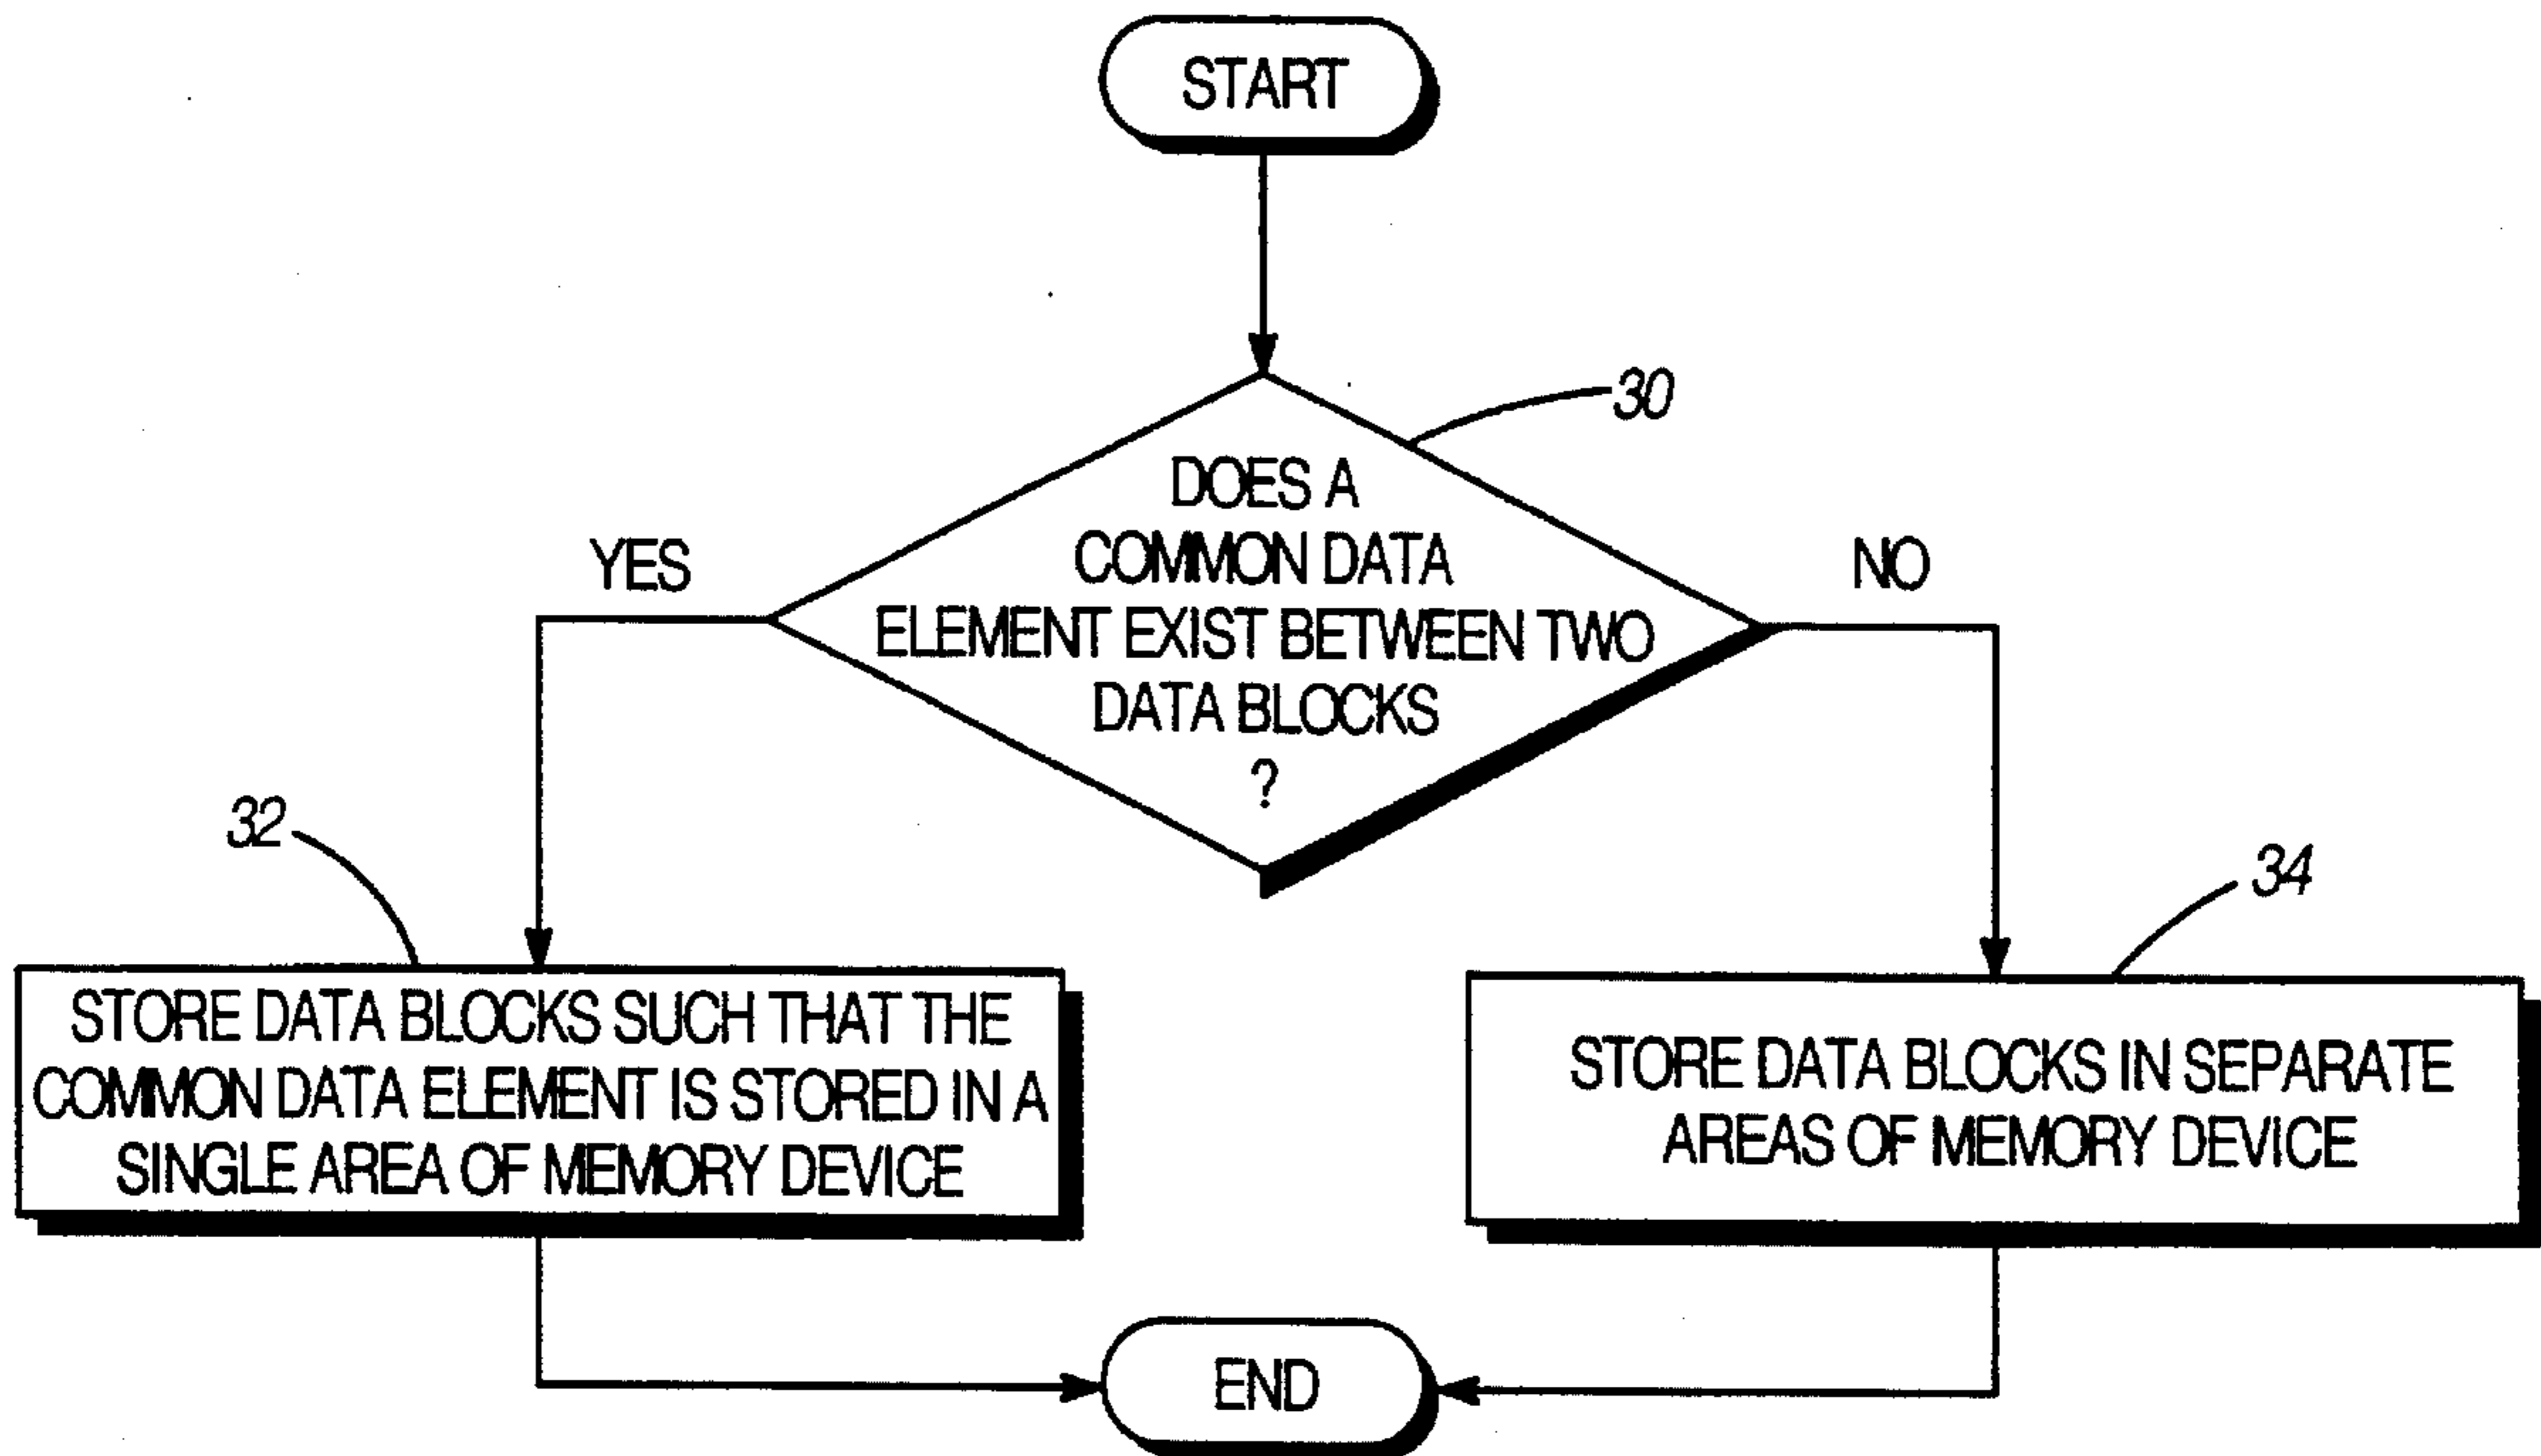 START
30
DOES A
COMMON DATA
ELEMENT EXIST BETWEEN TWO
DATA BLOCKS
?
YES
NO
32
34
STORE DATA BLOCKS SUCH THAT THE
COMMON DATA ELEMENT IS STORED IN A
SINGLE AREA OF MEMORY DEVICE
STORE DATA BLOCKS IN SEPARATE
AREAS OF MEMORY DEVICE
END